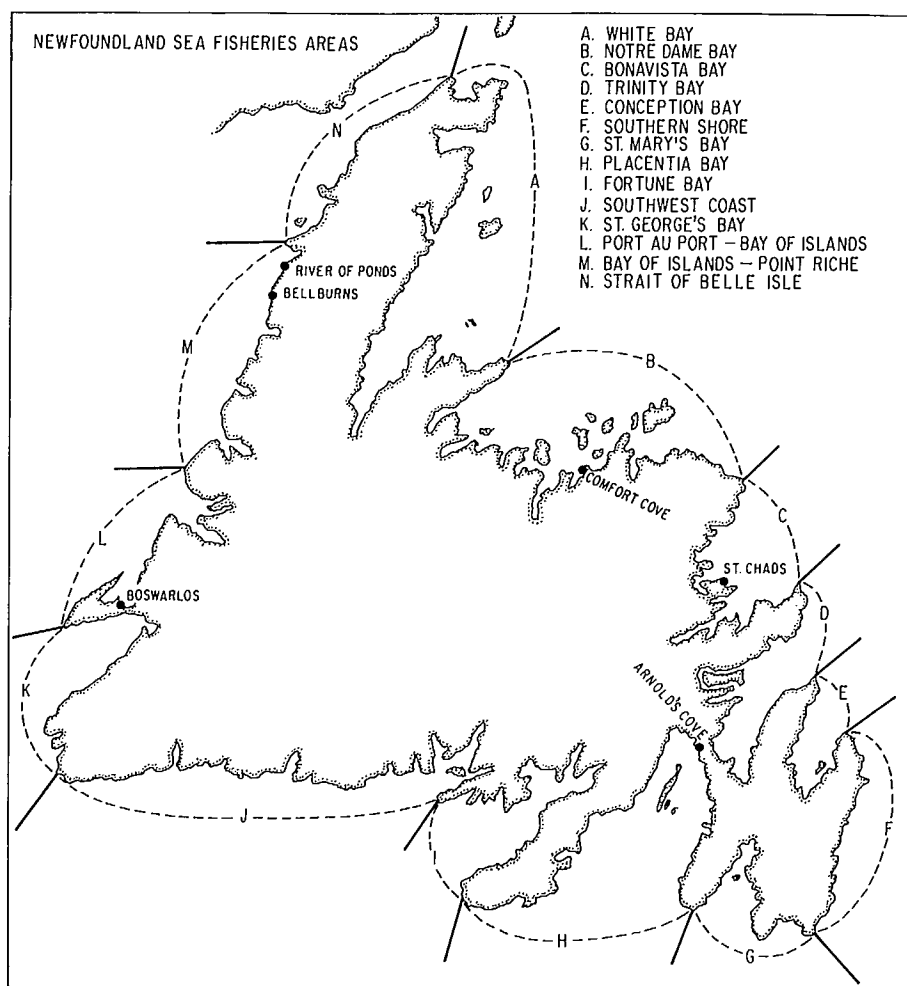 NEWFOUNDLAND SEA FISHERIES AREAS
A. WHITE BAY
B. NOTRE DAME BAY
C. BONAVISTA BAY
D. TRINITY BAY
E. CONCEPTION BAY
F. SOUTHERN SHORE
G. ST. MARY'S BAY
H. PLACENTIA BAY
I. FORTUNE BAY
J. SOUTHWEST COAST
K. ST. GEORGE'S BAY
L. PORT AU PORT – BAY OF ISLANDS
M. BAY OF ISLANDS – POINT RICHE
N. STRAIT OF BELLE ISLE
N
A
RIVER OF PONDS
BELLBURNS
M
B
COMFORT COVE
C
L
ST. CHADS
BOSWARLOS
D
K
ARNOLD'S COVE
E
J
F
I
H
G